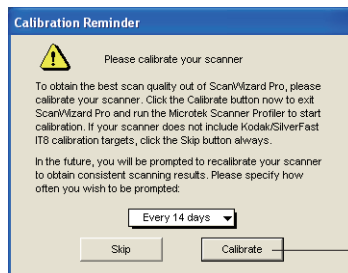 Calibration Reminder
Please calibrate your scanner
To obtain the best scan quality out of ScanWizard Pro, please
calibrate your scanner. Click the Calibrate button now to exit
ScanWizard Pro and run the Microtek Scanner Profiler to start
calibration. If your scanner does not include Kodak/SilverFast
IT8 calibration targets, click the Skip button always.
In the future, you will be prompted to recalibrate your scanner
to obtain consistent scanning results. Please specify how
often you wish to be prompted:
Every 14 days
Skip Calibrate